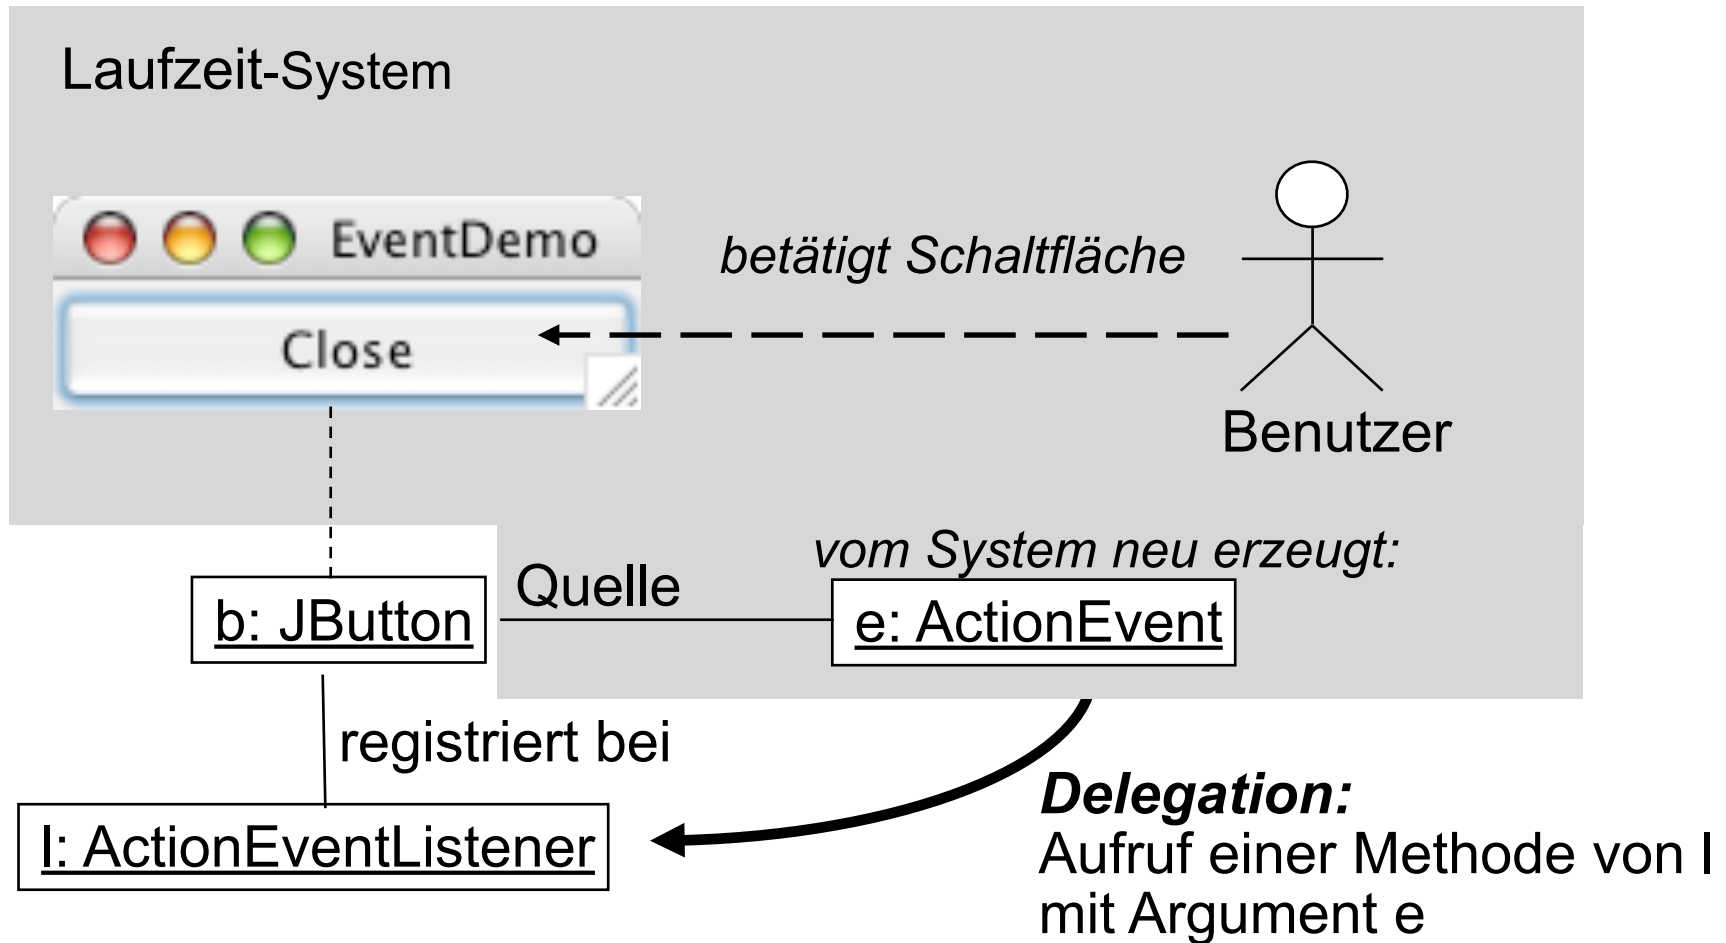 Laufzeit-System
EventDemo
betätigt Schaltfläche
Close
Benutzer
vom System neu erzeugt:
Quelle
b: JButton
e: ActionEvent
registriert bei
l: ActionEventListener
Delegation:
Aufruf einer Methode von l
mit Argument e